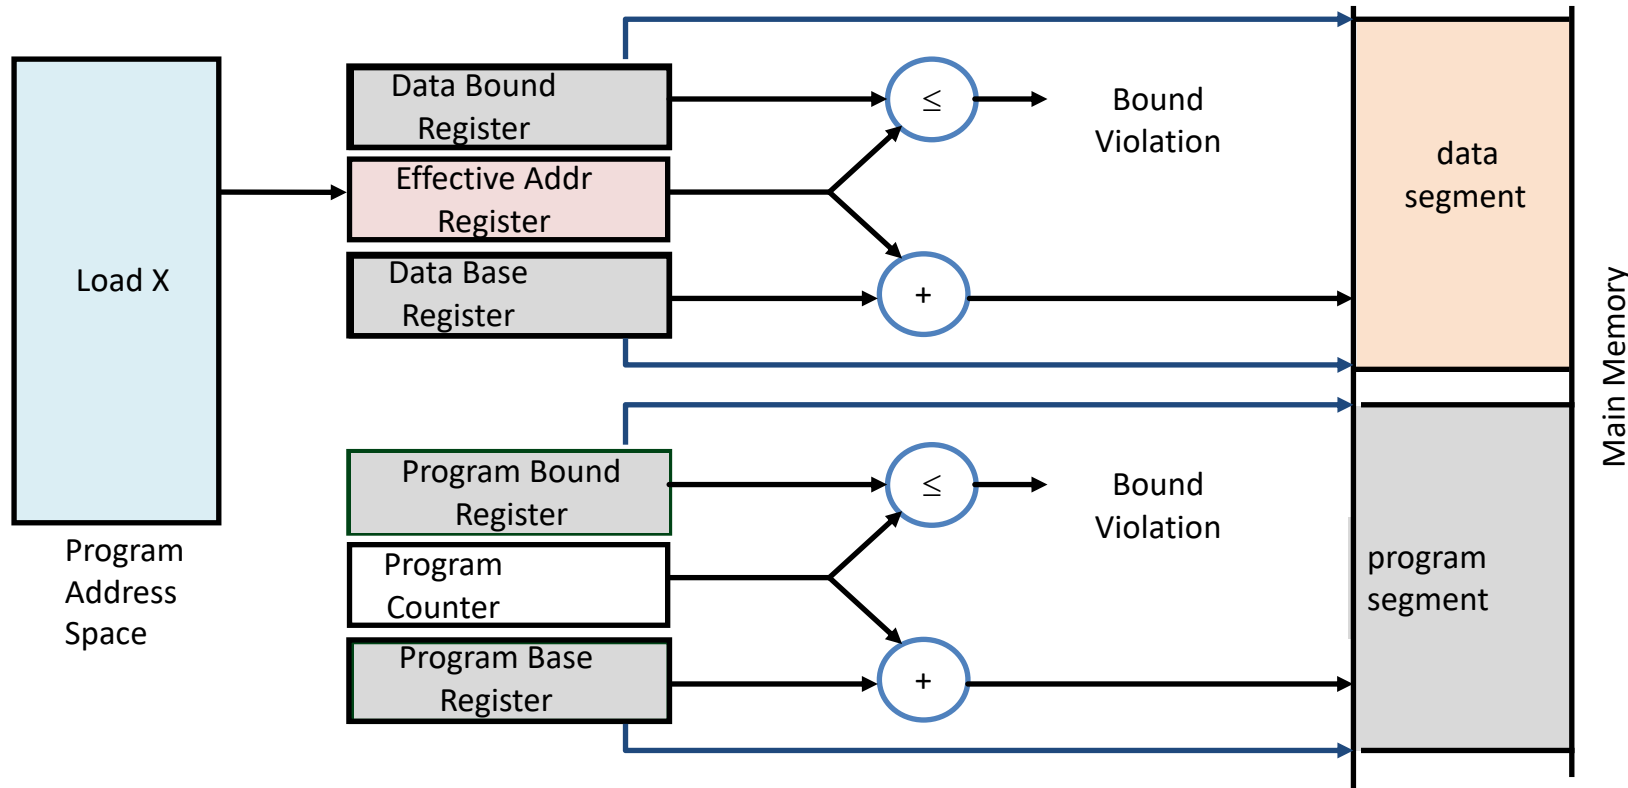 Load X
Program
Address
Space
Data Bound
Register
Effective Addr
Register
Data Base
Register
≤
Bound
Violation
+
Program Bound
Register
Program
Counter
Program Base
Register
≤
Bound
Violation
+
data
segment
program
segment
Main Memory